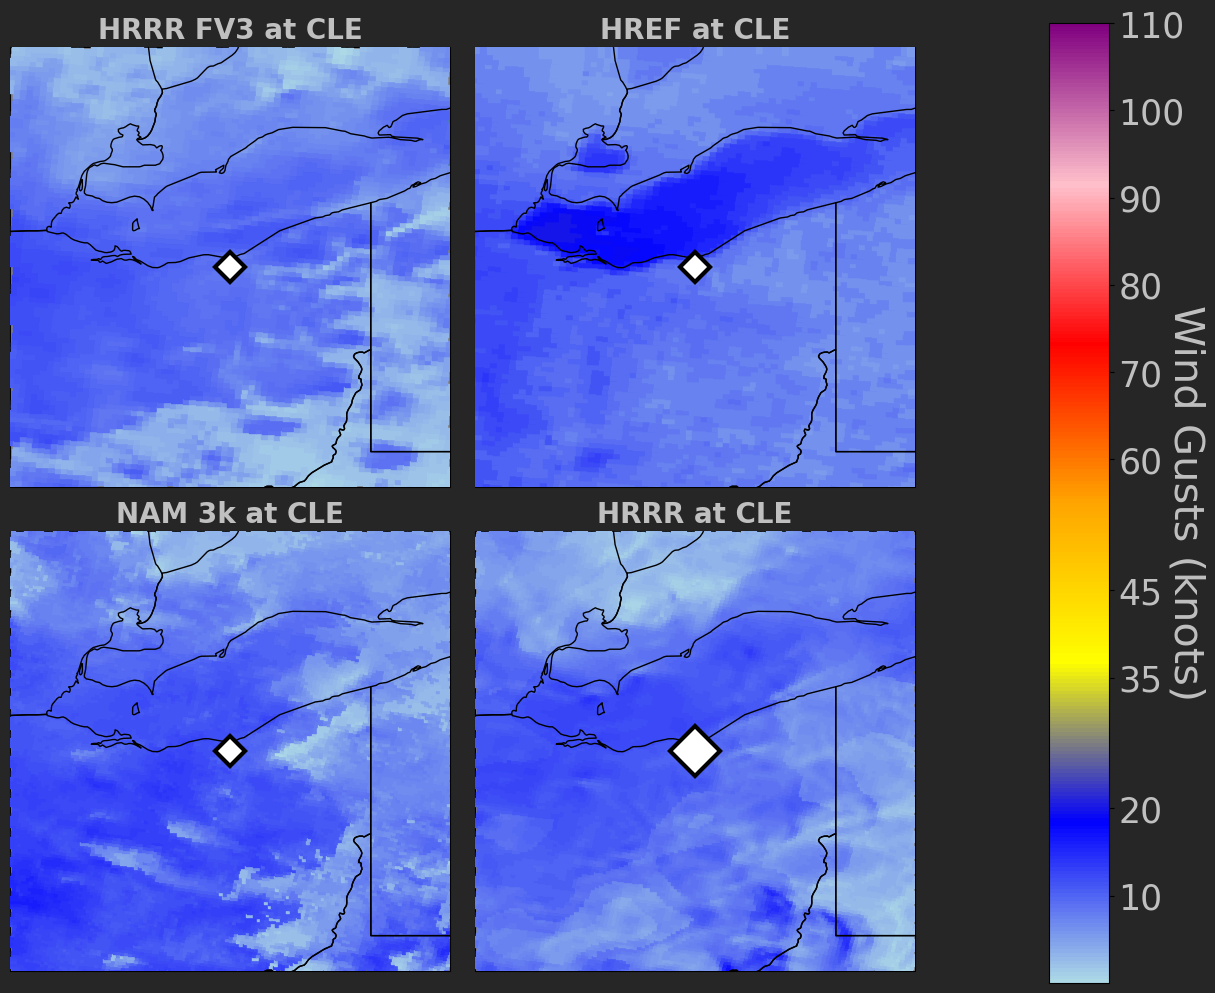 HRRR FV3 at CLE
HREF at CLE
NAM 3k at CLE
HRRR at CLE
110
100
90
80
70
60
45
35
20
10
Wind Gusts (knots)